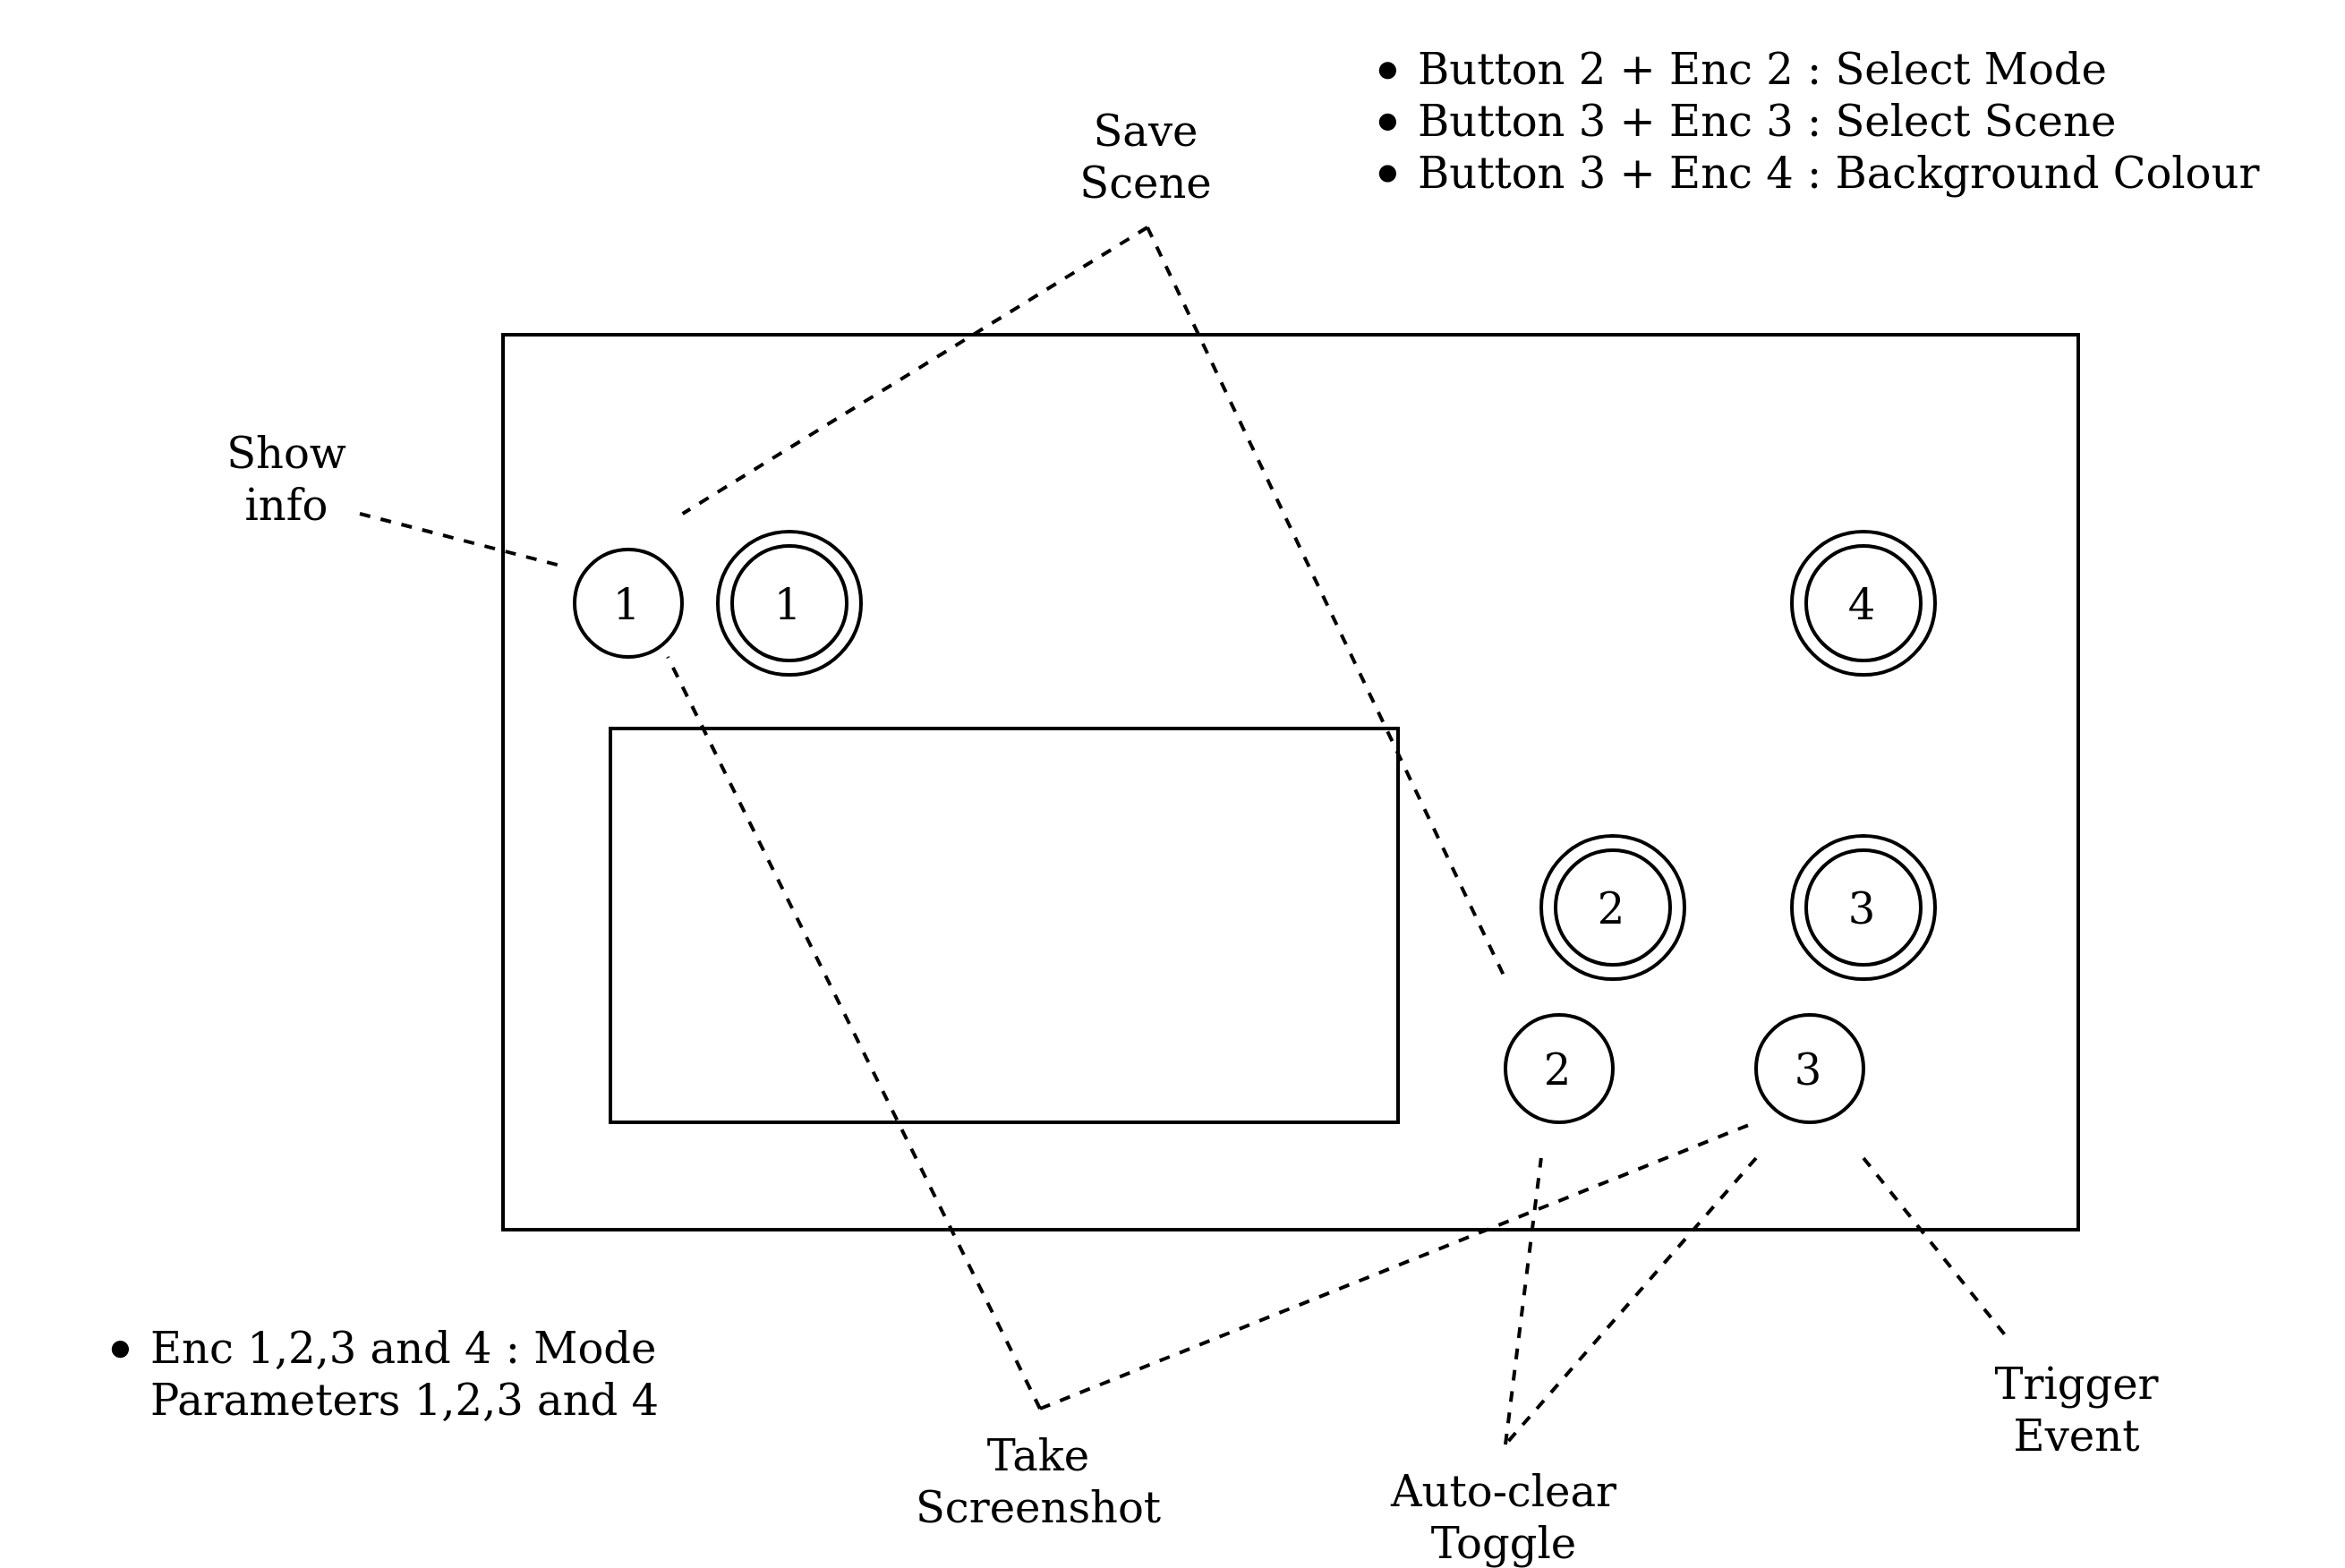 • Button 2 + Enc 2 : Select Mode
• Button 3 + Enc 3 : Select Scene
• Button 3 + Enc 4 : Background Colour
Save
Scene
Show
info
1
1
4
2
3
2
3
• Enc 1,2,3 and 4 : Mode
Parameters 1,2,3 and 4
Take
Screenshot
Auto-clear
Toggle
Trigger
Event